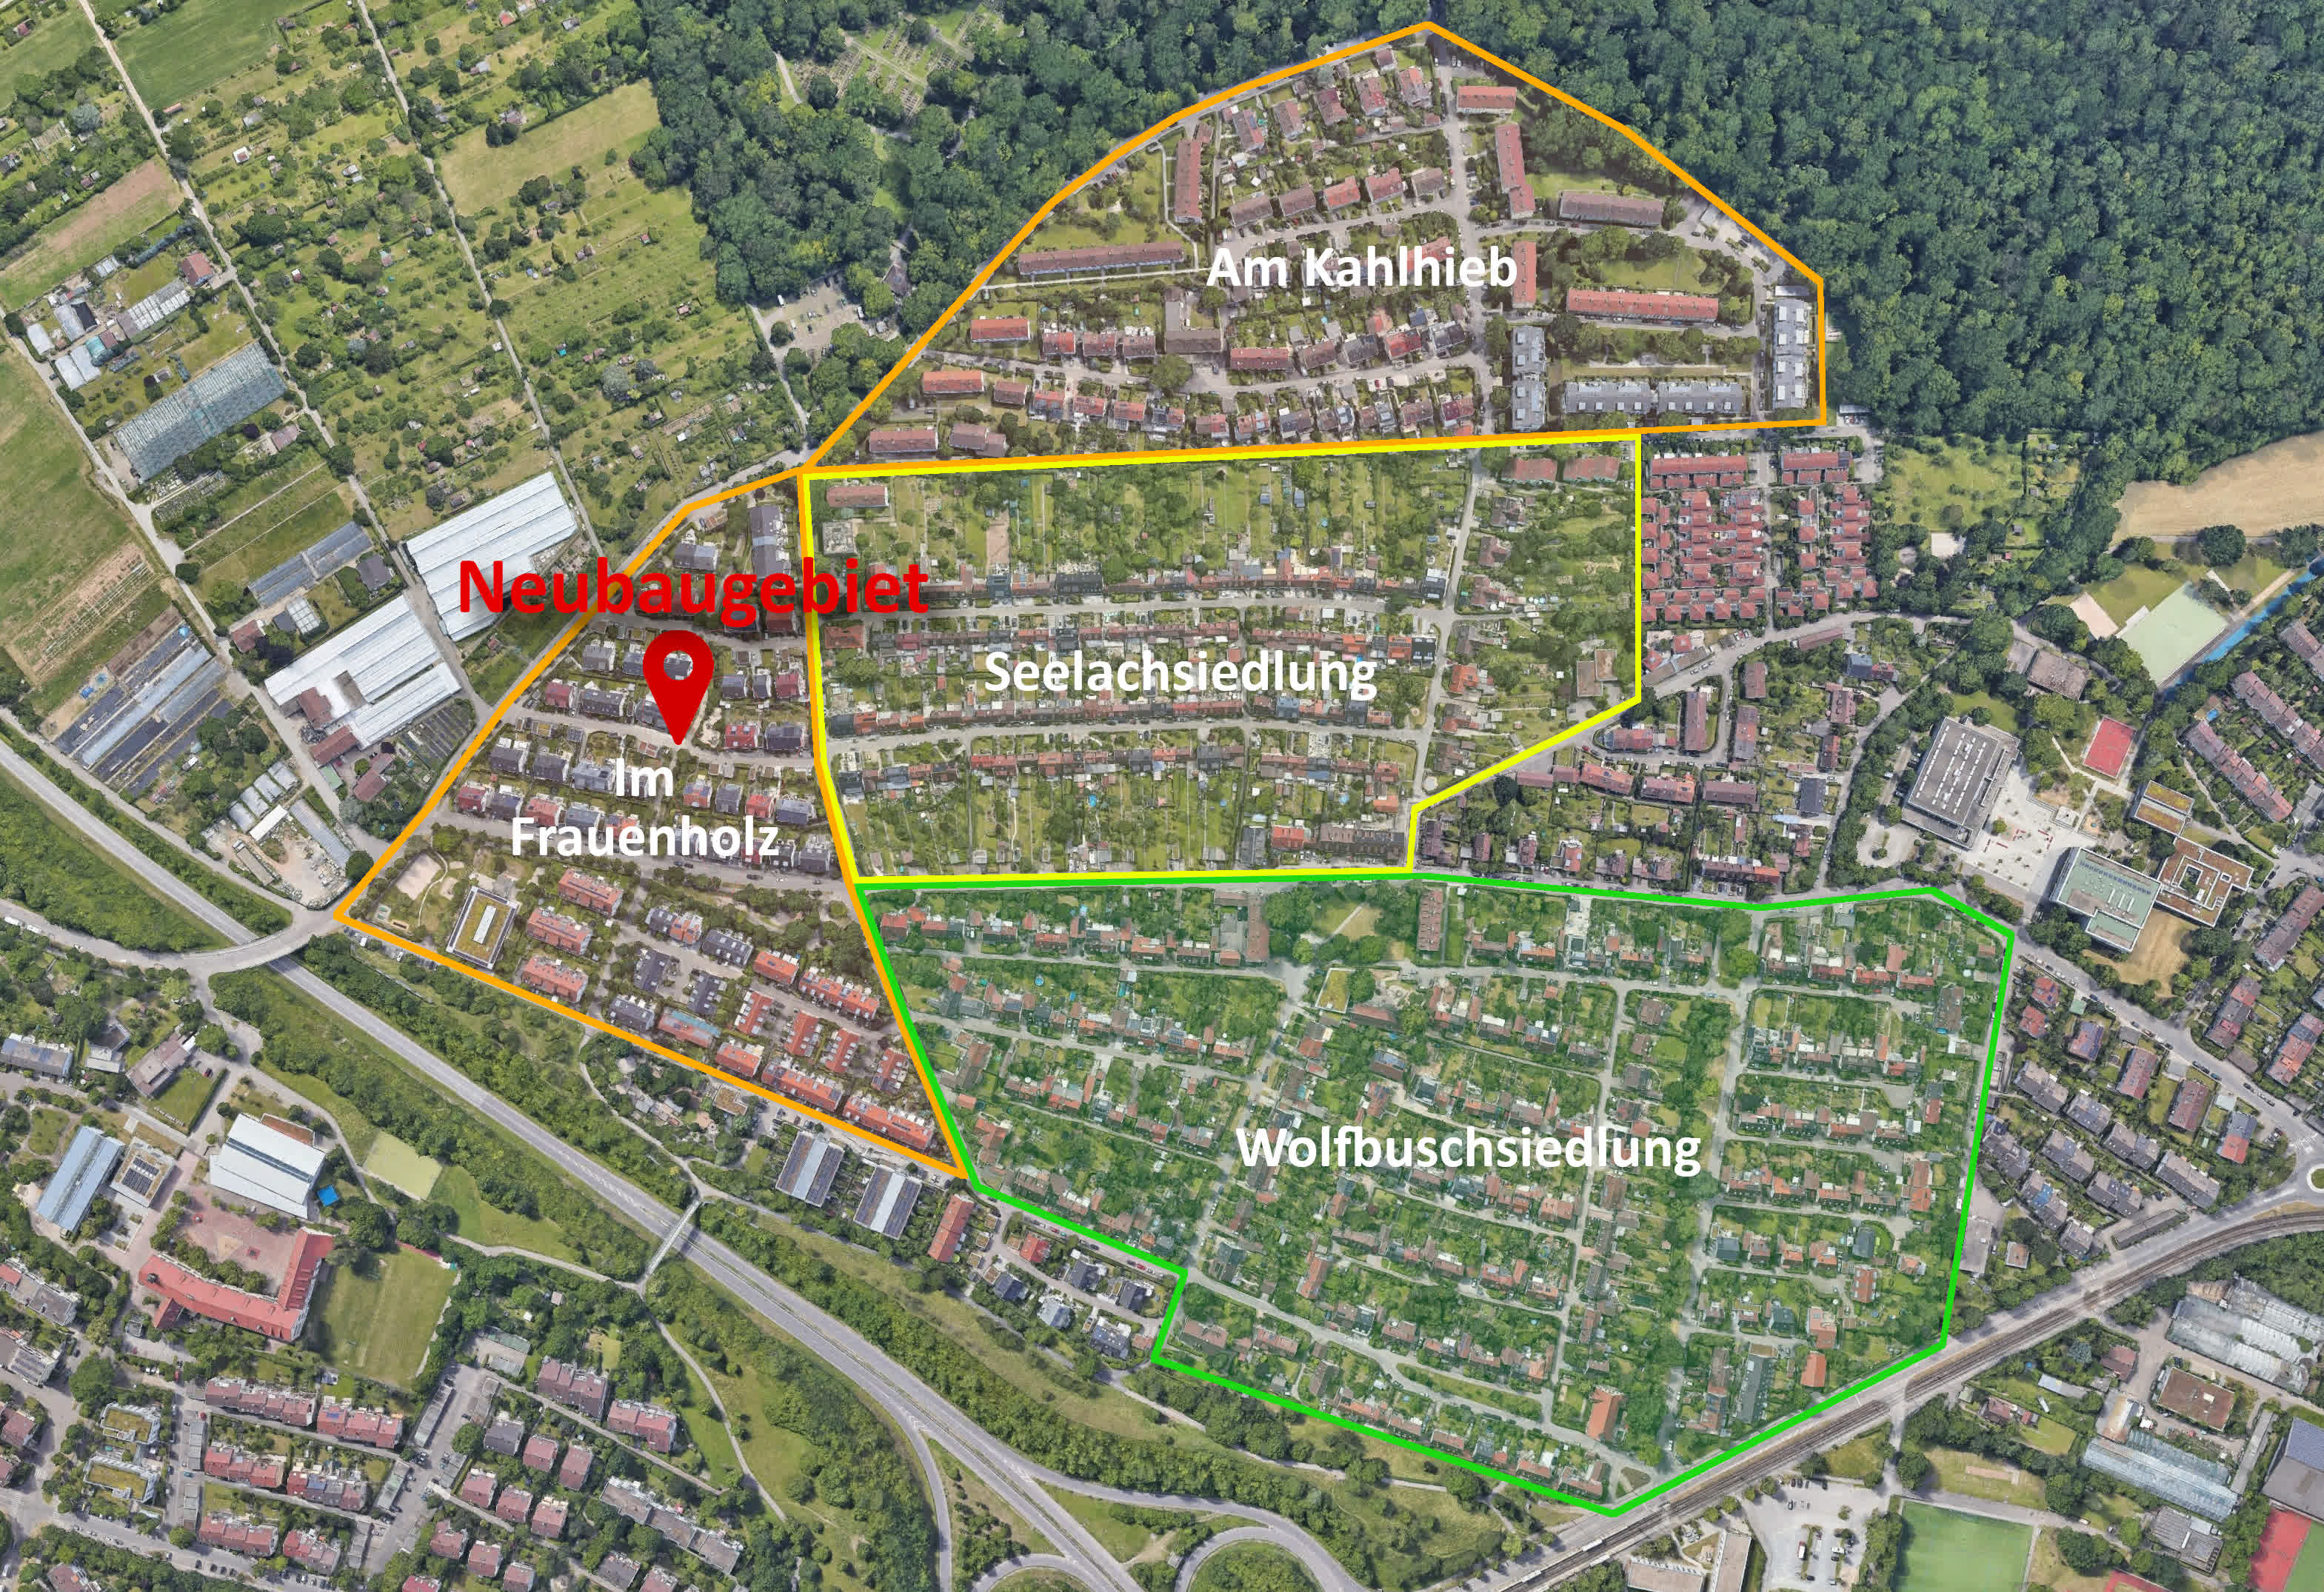 Am Kahlhieb
Neubaugebiet
Seelachsiedlung
Im
Frauenholz
Wolfbuschsiedlung